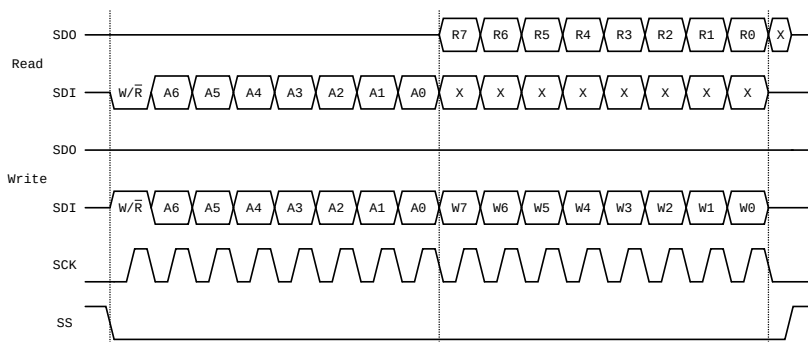 SDO R7 R6 R5 R4 R3 R2 R1 R0 X
Read
SDI W/R̅ A6 A5 A4 A3 A2 A1 A0 X X X X X X X X
SDO
Write
SDI W/R̅ A6 A5 A4 A3 A2 A1 A0 W7 W6 W5 W4 W3 W2 W1 W0
SCK
SS